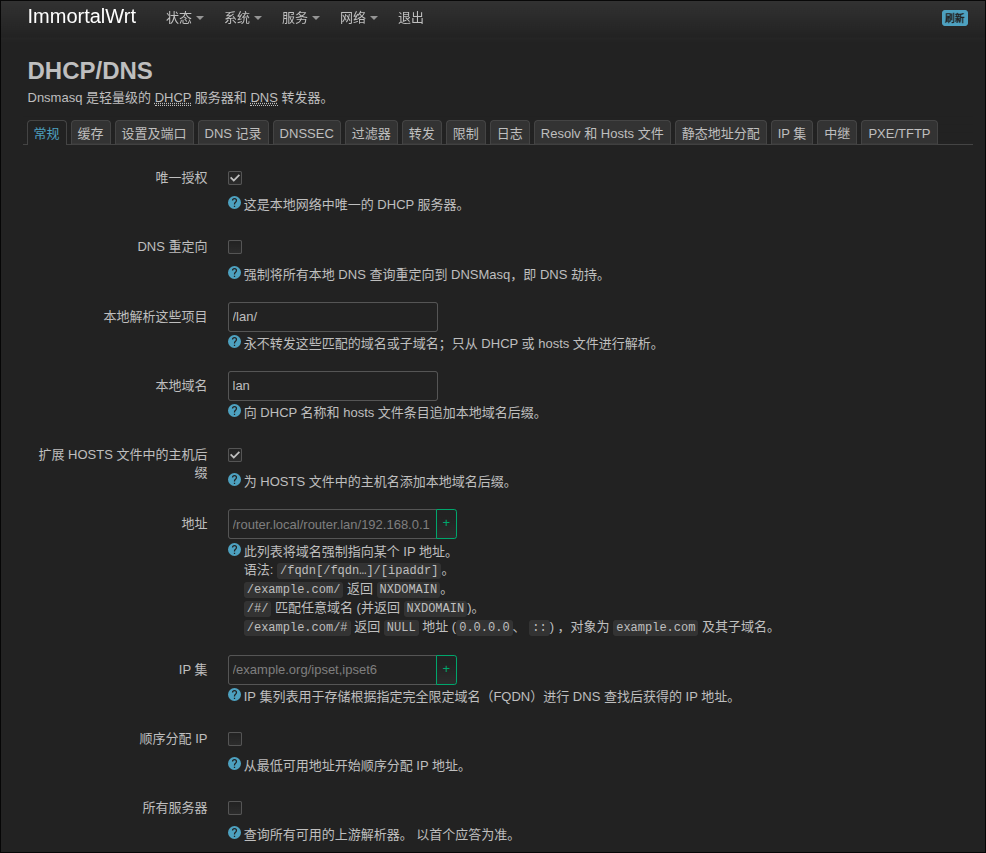 ImmortalWrt 状态 系统 服务 网络 退出 刷新
DHCP/DNS
Dnsmasq 是轻量级的 DHCP 服务器和 DNS 转发器。
常规 缓存 设置及端口 DNS 记录 DNSSEC 过滤器 转发 限制 日志 Resolv 和 Hosts 文件 静态地址分配 IP 集 中继 PXE/TFTP
唯一授权
这是本地网络中唯一的 DHCP 服务器。
DNS 重定向
强制将所有本地 DNS 查询重定向到 DNSMasq，即 DNS 劫持。
本地解析这些项目 /lan/
永不转发这些匹配的域名或子域名；只从 DHCP 或 hosts 文件进行解析。
本地域名 lan
向 DHCP 名称和 hosts 文件条目追加本地域名后缀。
扩展 HOSTS 文件中的主机后
缀
为 HOSTS 文件中的主机名添加本地域名后缀。
地址 /router.local/router.lan/192.168.0.1 +
此列表将域名强制指向某个 IP 地址。
语法: /fqdn[/fqdn…]/[ipaddr]。
/example.com/ 返回 NXDOMAIN。
/#/ 匹配任意域名 (并返回 NXDOMAIN)。
/example.com/# 返回 NULL 地址 (0.0.0.0、 ::) ，对象为 example.com 及其子域名。
IP 集 /example.org/ipset,ipset6 +
IP 集列表用于存储根据指定完全限定域名（FQDN）进行 DNS 查找后获得的 IP 地址。
顺序分配 IP
从最低可用地址开始顺序分配 IP 地址。
所有服务器
查询所有可用的上游解析器。 以首个应答为准。